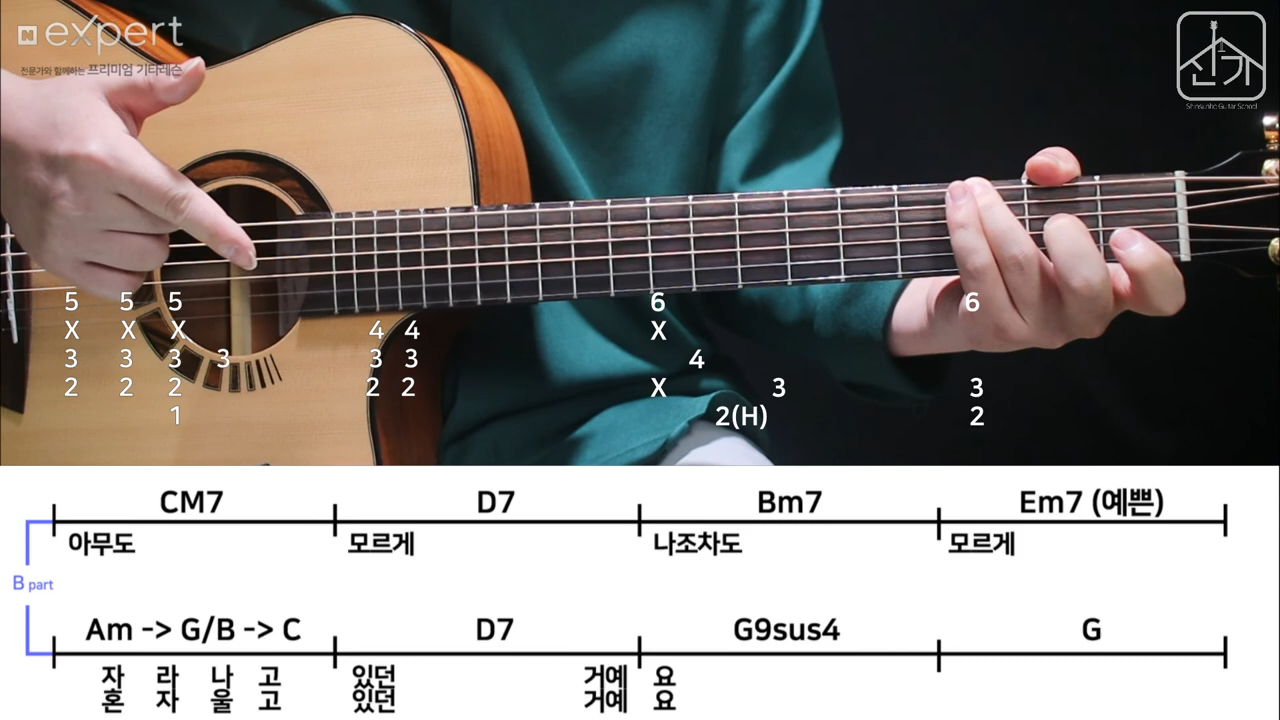 N expert
전문가와 함께하는 프리미엄 기타레슨
신기
Shinsunho Guitar School
5 5 5 6 6
X X X 4 4 X
3 3 3 3 3 3 4
2 2 2 2 2 X 3 3
1 2(H) 2
CM7 D7 Bm7 Em7 (예쁜)
아무도 모르게 나조차도 모르게
B part
Am -> G/B -> C D7 G9sus4 G
자 라 나 고 있던 거예 요
혼 자 울 고 있던 거예 요